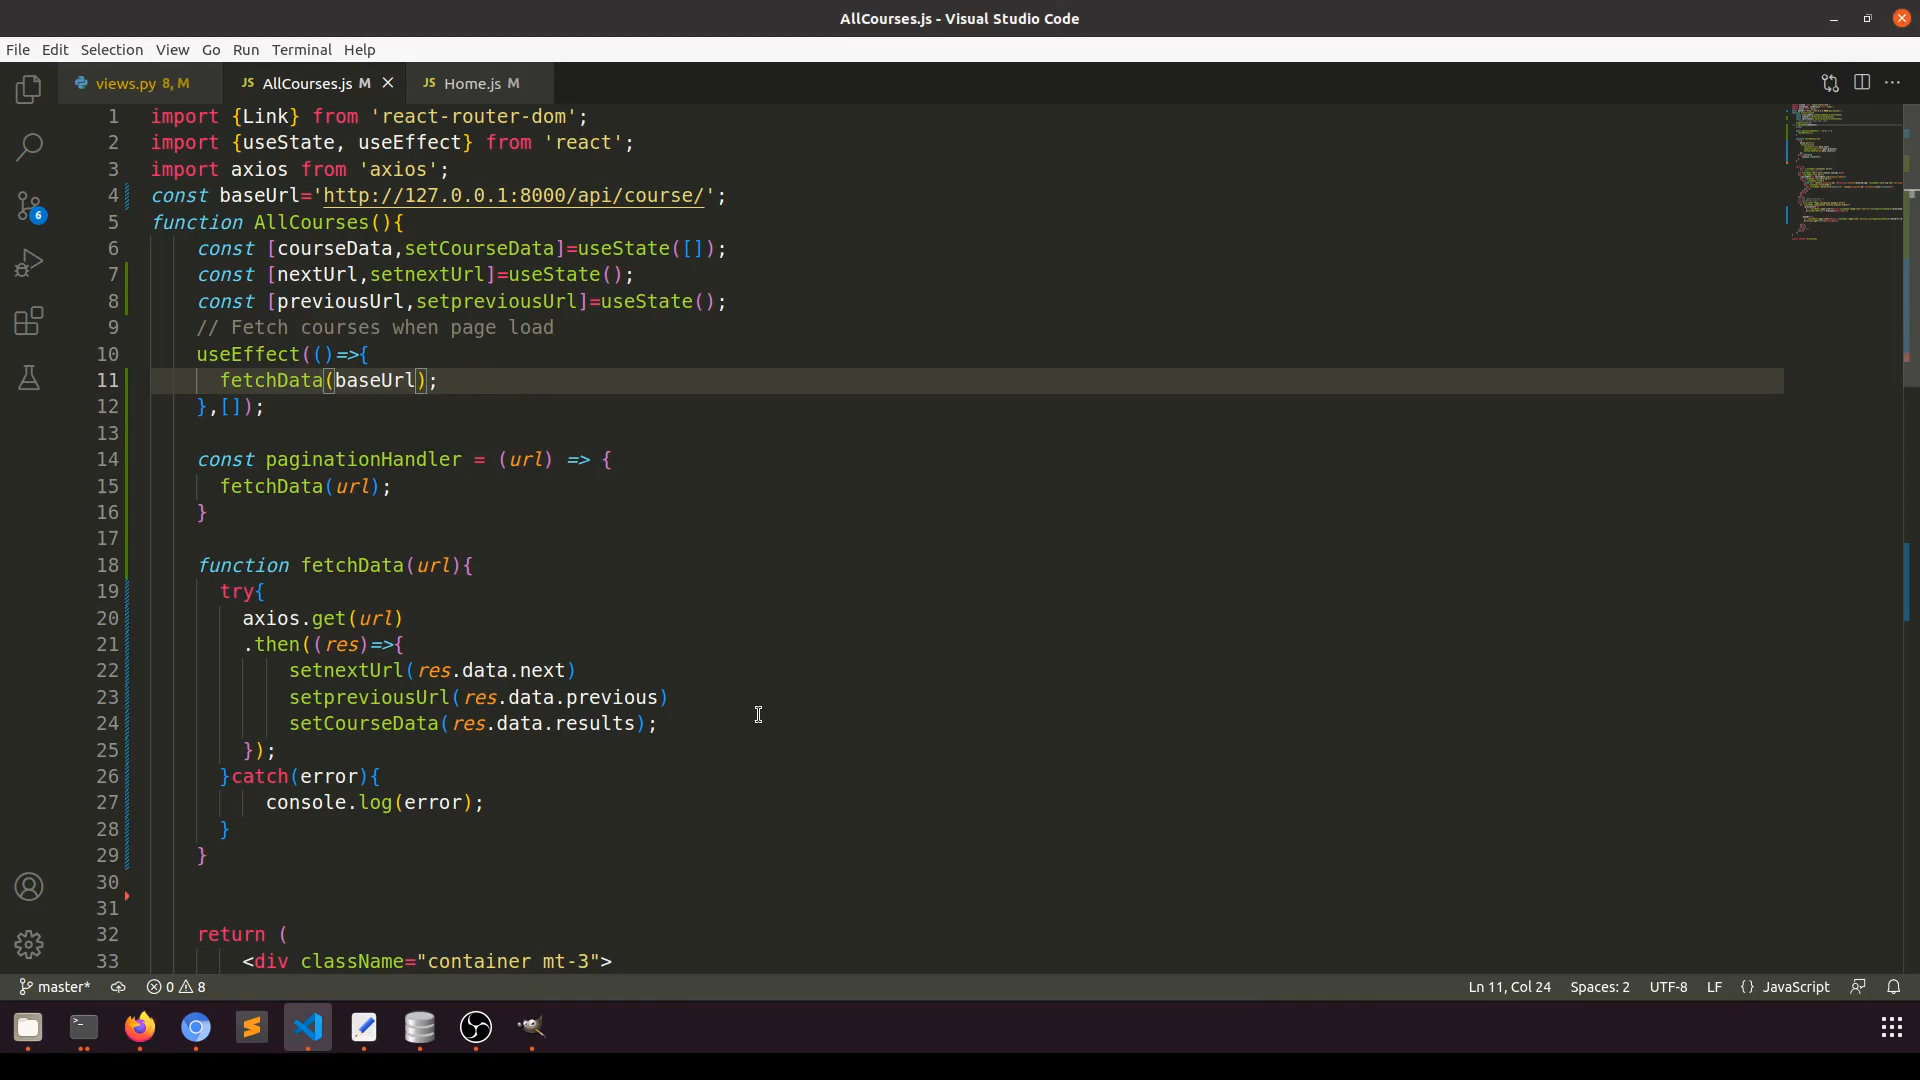 AllCourses.js - Visual Studio Code
File Edit Selection View Go Run Terminal Help
views.py 8, M JS AllCourses.js M JS Home.js M
1 import {Link} from 'react-router-dom';
2 import {useState, useEffect} from 'react';
3 import axios from 'axios';
4 const baseUrl='http://127.0.0.1:8000/api/course/';
5 function AllCourses(){
6 const [courseData,setCourseData]=useState([]);
7 const [nextUrl,setnextUrl]=useState();
8 const [previousUrl,setpreviousUrl]=useState();
9 // Fetch courses when page load
10 useEffect(()=>{
11 fetchData(baseUrl);
12 },[]);
13
14 const paginationHandler = (url) => {
15 fetchData(url);
16 }
17
18 function fetchData(url){
19 try{
20 axios.get(url)
21 .then((res)=>{
22 setnextUrl(res.data.next)
23 setpreviousUrl(res.data.previous)
24 setCourseData(res.data.results);
25 });
26 }catch(error){
27 console.log(error);
28 }
29 }
30
31
32 return (
33 <div className="container mt-3">
6
master* 0 8 Ln 11, Col 24 Spaces: 2 UTF-8 LF {} JavaScript